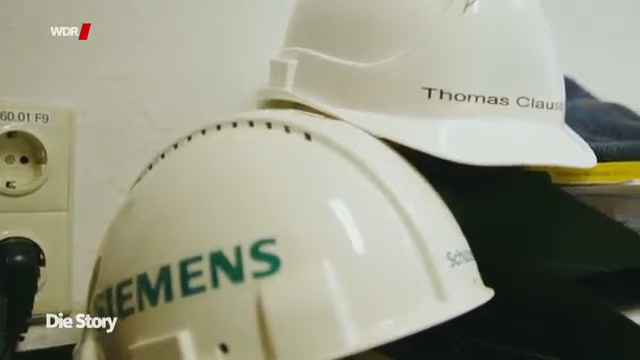 WDR
Thomas Claus
60.01 F9
SIEMENS
Die Story